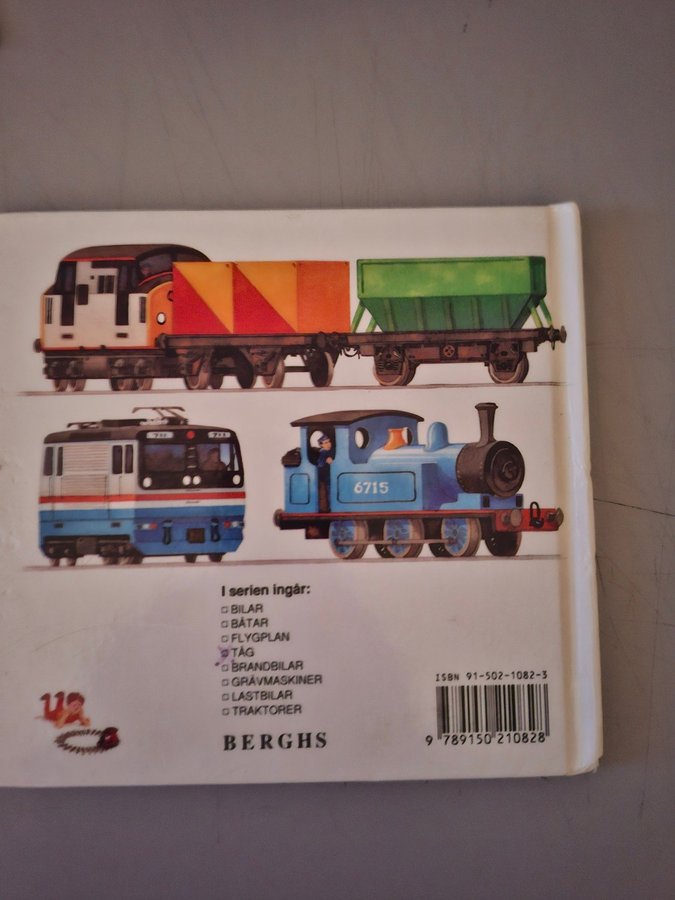 6715
I serien ingår:
BILAR
BÅTAR
FLYGPLAN
TÅG
BRANDBILAR
GRÄVMASKINER
LASTBILAR
TRAKTORER
BERGHS
ISBN 91-502-1082-3
9 789150 210828